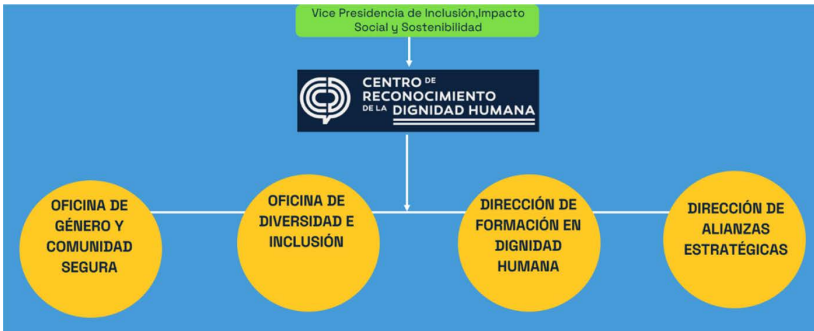 Vice Presidencia de Inclusión,Impacto
Social y Sostenibilidad
CENTRO DE
RECONOCIMIENTO
DE LA DIGNIDAD HUMANA
OFICINA DE
GÉNERO Y
COMUNIDAD
SEGURA
OFICINA DE
DIVERSIDAD E
INCLUSIÓN
DIRECCIÓN DE
FORMACIÓN EN
DIGNIDAD
HUMANA
DIRECCIÓN DE
ALIANZAS
ESTRATÉGICAS